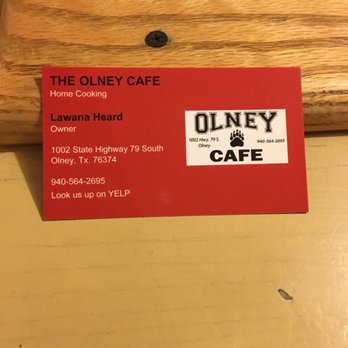 THE OLNEY CAFE
Home Cooking
Lawana Heard
Owner
1002 State Highway 79 South
Olney, Tx. 76374
940-564-2695
Look us up on YELP
OLNEY
1002 Hwy. 79 S.
Olney
940-564-2695
CAFE